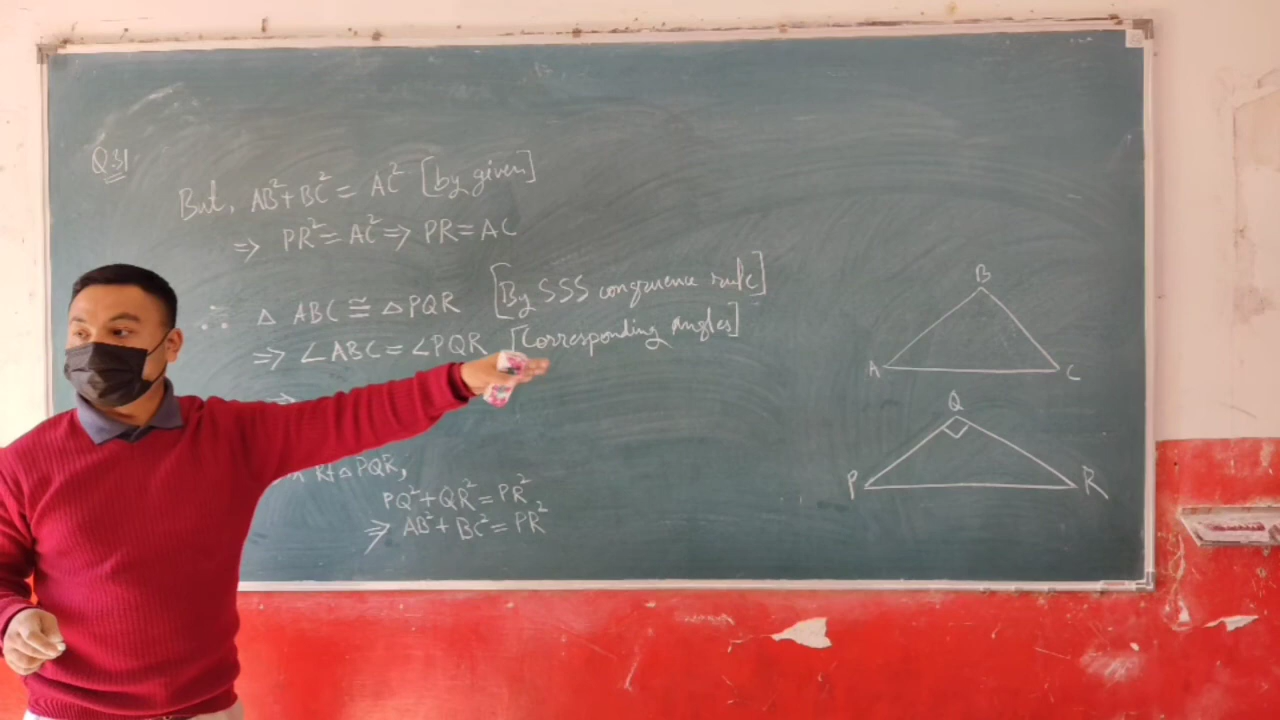 Q.31
But, AB²+BC² = AC² [by given]
⇒ PR² = AC² ⇒ PR = AC
∴ △ ABC ≅ △PQR [By SSS congruence rule]
⇒ ∠ABC = ∠PQR [Corresponding angles]
⇒
Rt △ PQR,
PQ²+QR² = PR²
⇒ AB²+BC² = PR²
B
A
C
Q
P
R